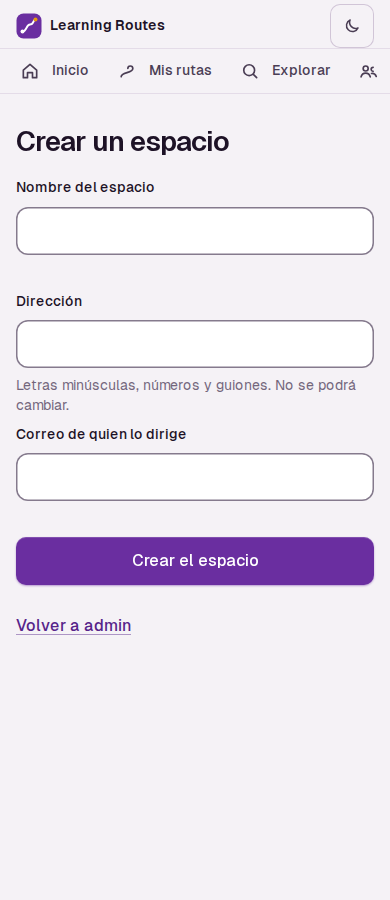 Learning Routes
Inicio
Mis rutas
Explorar
Crear un espacio
Nombre del espacio
Dirección
Letras minúsculas, números y guiones. No se podrá
cambiar.
Correo de quien lo dirige
Crear el espacio
Volver a admin